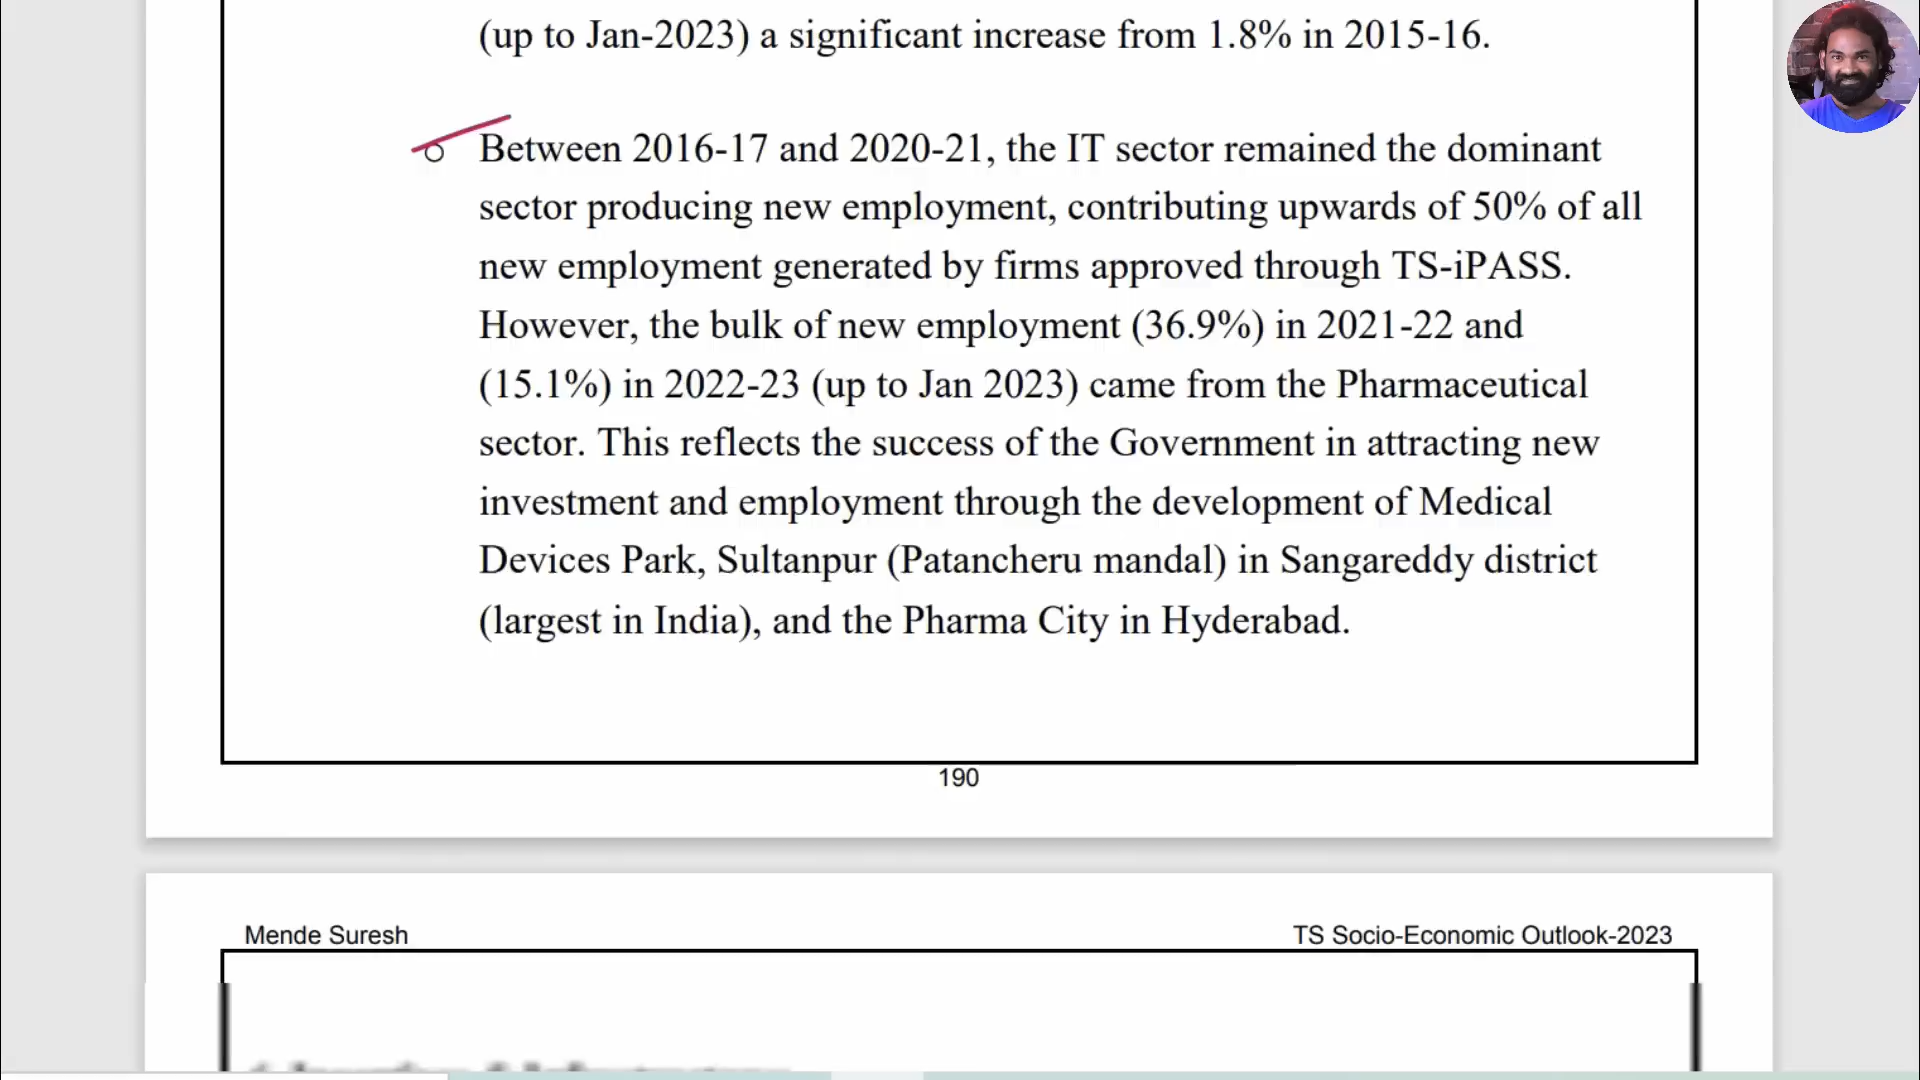 (up to Jan-2023) a significant increase from 1.8% in 2015-16.
Between 2016-17 and 2020-21, the IT sector remained the dominant
sector producing new employment, contributing upwards of 50% of all
new employment generated by firms approved through TS-iPASS.
However, the bulk of new employment (36.9%) in 2021-22 and
(15.1%) in 2022-23 (up to Jan 2023) came from the Pharmaceutical
sector. This reflects the success of the Government in attracting new
investment and employment through the development of Medical
Devices Park, Sultanpur (Patancheru mandal) in Sangareddy district
(largest in India), and the Pharma City in Hyderabad.
190
Mende Suresh TS Socio-Economic Outlook-2023